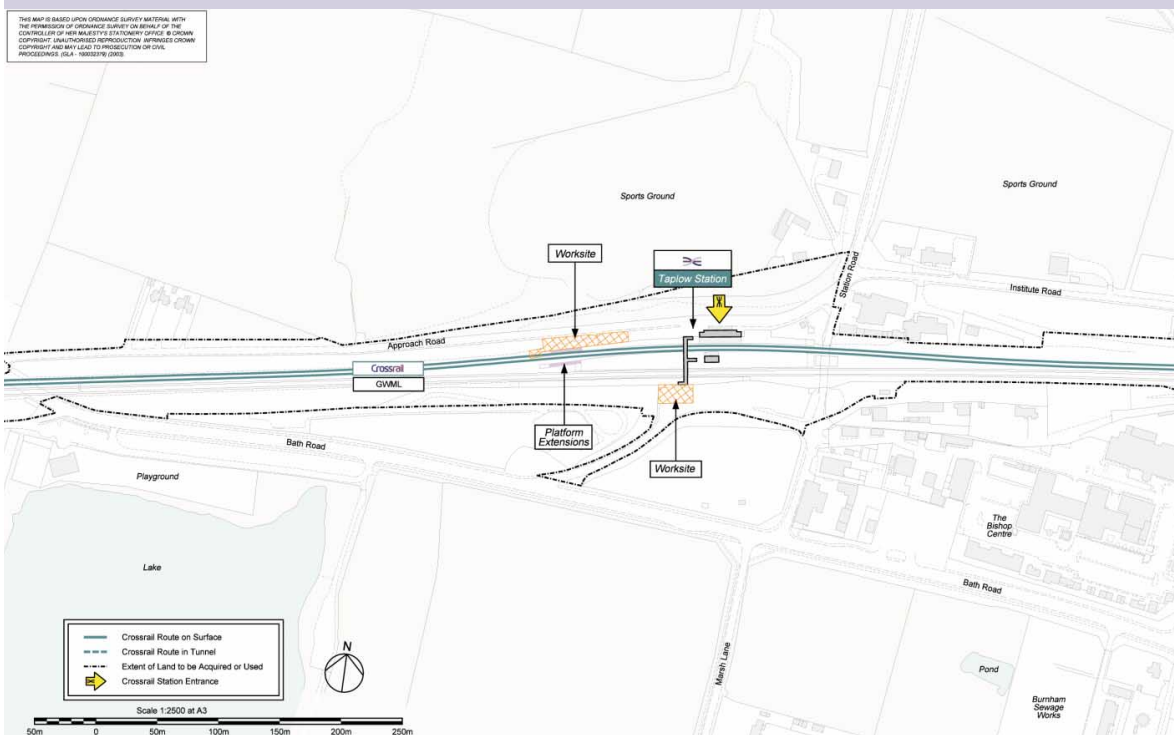 THIS MAP IS BASED UPON ORDNANCE SURVEY MATERIAL WITH
THE PERMISSION OF ORDNANCE SURVEY ON BEHALF OF THE
CONTROLLER OF HER MAJESTY'S STATIONERY OFFICE © CROWN
COPYRIGHT. UNAUTHORISED REPRODUCTION INFRINGES CROWN
COPYRIGHT AND MAY LEAD TO PROSECUTION OR CIVIL
PROCEEDINGS. (GLA - 100032379) (2003)
Sports Ground
Sports Ground
Worksite
Taplow Station
Station Road
Institute Road
Approach Road
Crossrail
GWML
Platform
Extensions
Worksite
Bath Road
Playground
Lake
The
Bishop
Centre
Bath Road
Marsh Lane
Pond
Burnham
Sewage
Works
Crossrail Route on Surface
Crossrail Route in Tunnel
Extent of Land to be Acquired or Used
Crossrail Station Entrance
N
Scale 1:2500 at A3
50m 0 50m 100m 150m 200m 250m